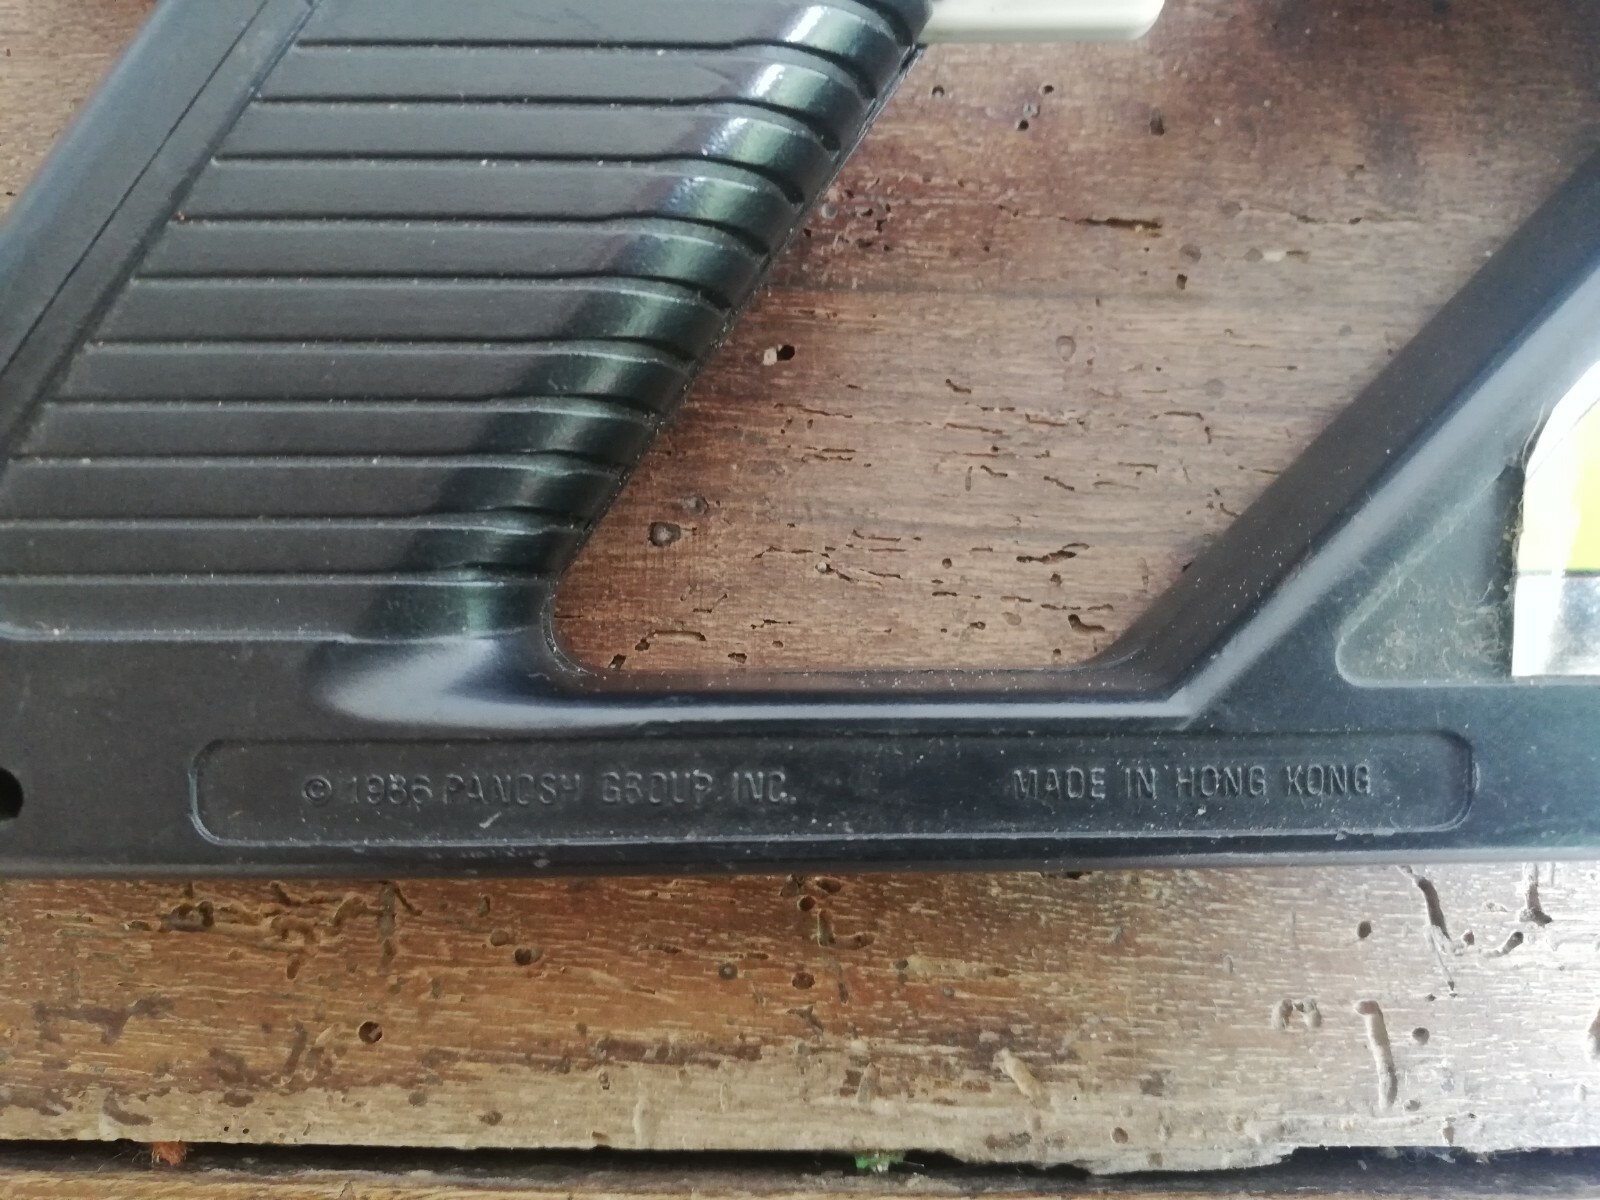 © 1986 PANOSH GROUP. INC. MADE IN HONG KONG